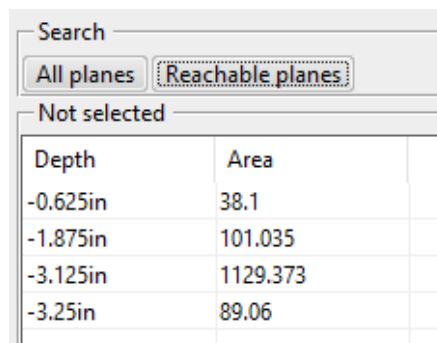 Search
All planes Reachable planes
Not selected
Depth Area
-0.625in 38.1
-1.875in 101.035
-3.125in 1129.373
-3.25in 89.06